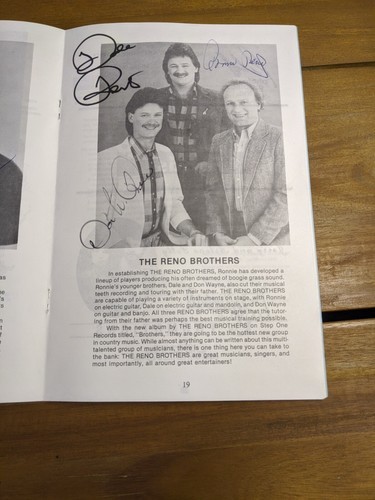 Dale
Reno
Ronnie Reno
Don Wayne
THE RENO BROTHERS
In establishing THE RENO BROTHERS, Ronnie has developed a
lineup of players producing his often dreamed of boogie grass sound.
Ronnie's younger brothers, Dale and Don Wayne, also cut their musical
teeth recording and touring with their father. THE RENO BROTHERS
are capable of playing a variety of instruments on stage, with Ronnie
on electric guitar, Dale on electric guitar and mandolin, and Don Wayne
on guitar and banjo. All three RENO BROTHERS agree that the tutor-
ing from their father was perhaps the best musical training possible.
With the new album by THE RENO BROTHERS on Step One
Records titled, "Brothers," they are going to be the hottest new group
in country music. While almost anything can be written about this multi-
talented group of musicians, there is one thing here you can take to
the bank: THE RENO BROTHERS are great musicians, singers, and
most importantly, all around great entertainers!
19